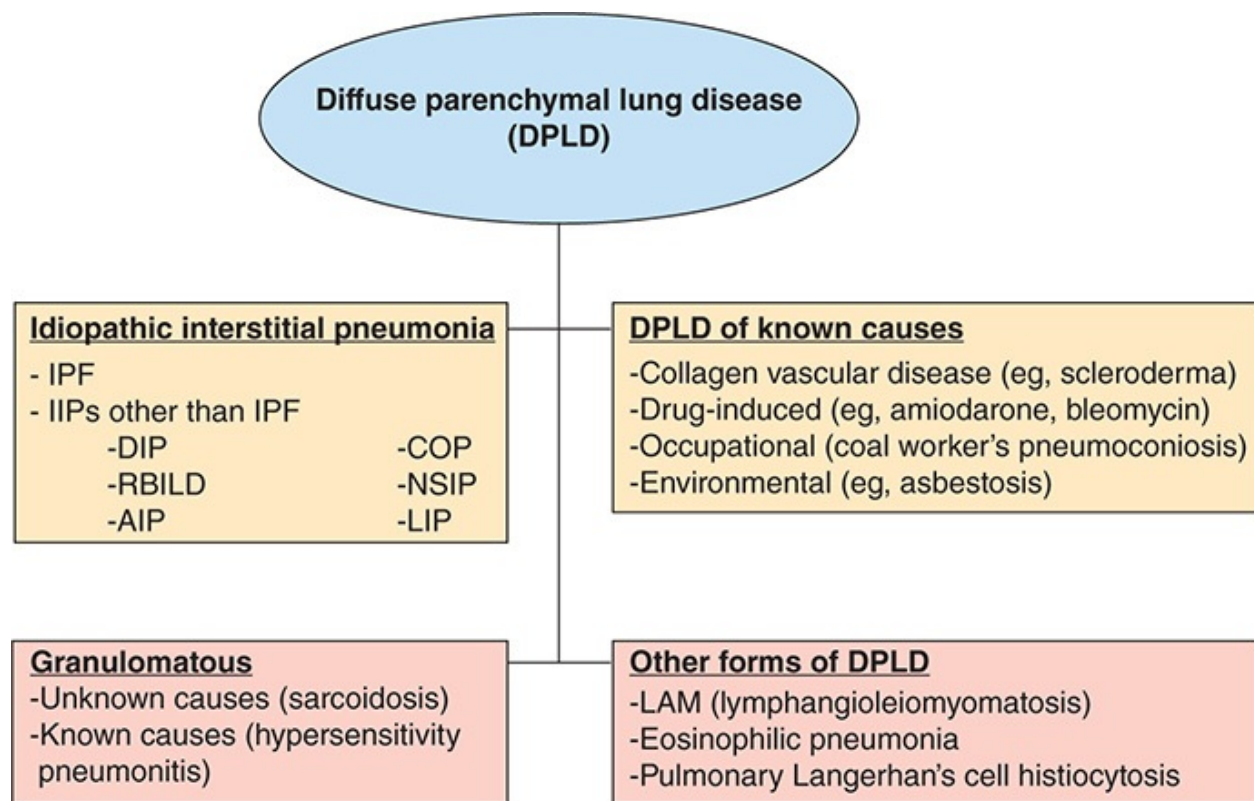 Diffuse parenchymal lung disease
(DPLD)
Idiopathic interstitial pneumonia
- IPF
- IIPs other than IPF
-DIP -COP
-RBILD -NSIP
-AIP -LIP
DPLD of known causes
-Collagen vascular disease (eg, scleroderma)
-Drug-induced (eg, amiodarone, bleomycin)
-Occupational (coal worker's pneumoconiosis)
-Environmental (eg, asbestosis)
Granulomatous
-Unknown causes (sarcoidosis)
-Known causes (hypersensitivity
pneumonitis)
Other forms of DPLD
-LAM (lymphangioleiomyomatosis)
-Eosinophilic pneumonia
-Pulmonary Langerhan's cell histiocytosis